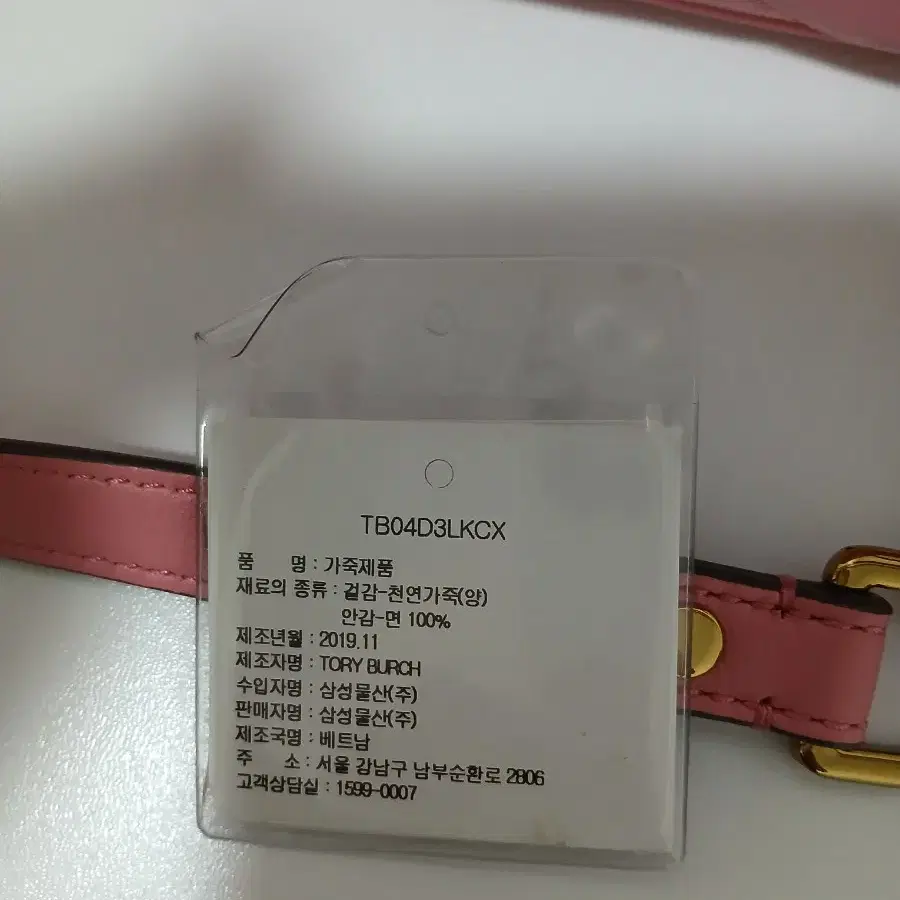 TB04D3LKCX
품 명 : 가죽제품
재료의 종류 : 겉감-천연가죽(양)
안감-면 100%
제조년월 : 2019.11
제조자명 : TORY BURCH
수입자명 : 삼성물산(주)
판매자명 : 삼성물산(주)
제조국명 : 베트남
주 소 : 서울 강남구 남부순환로 2806
고객상담실 : 1599-0007